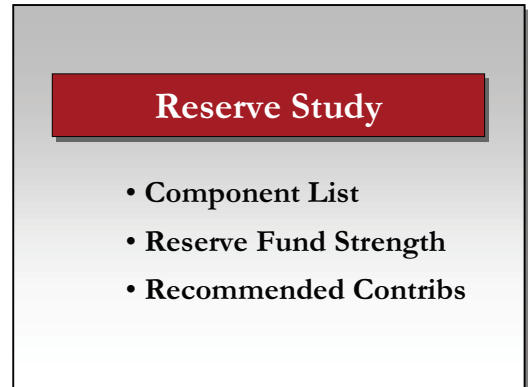 Reserve Study
• Component List
• Reserve Fund Strength
• Recommended Contribs